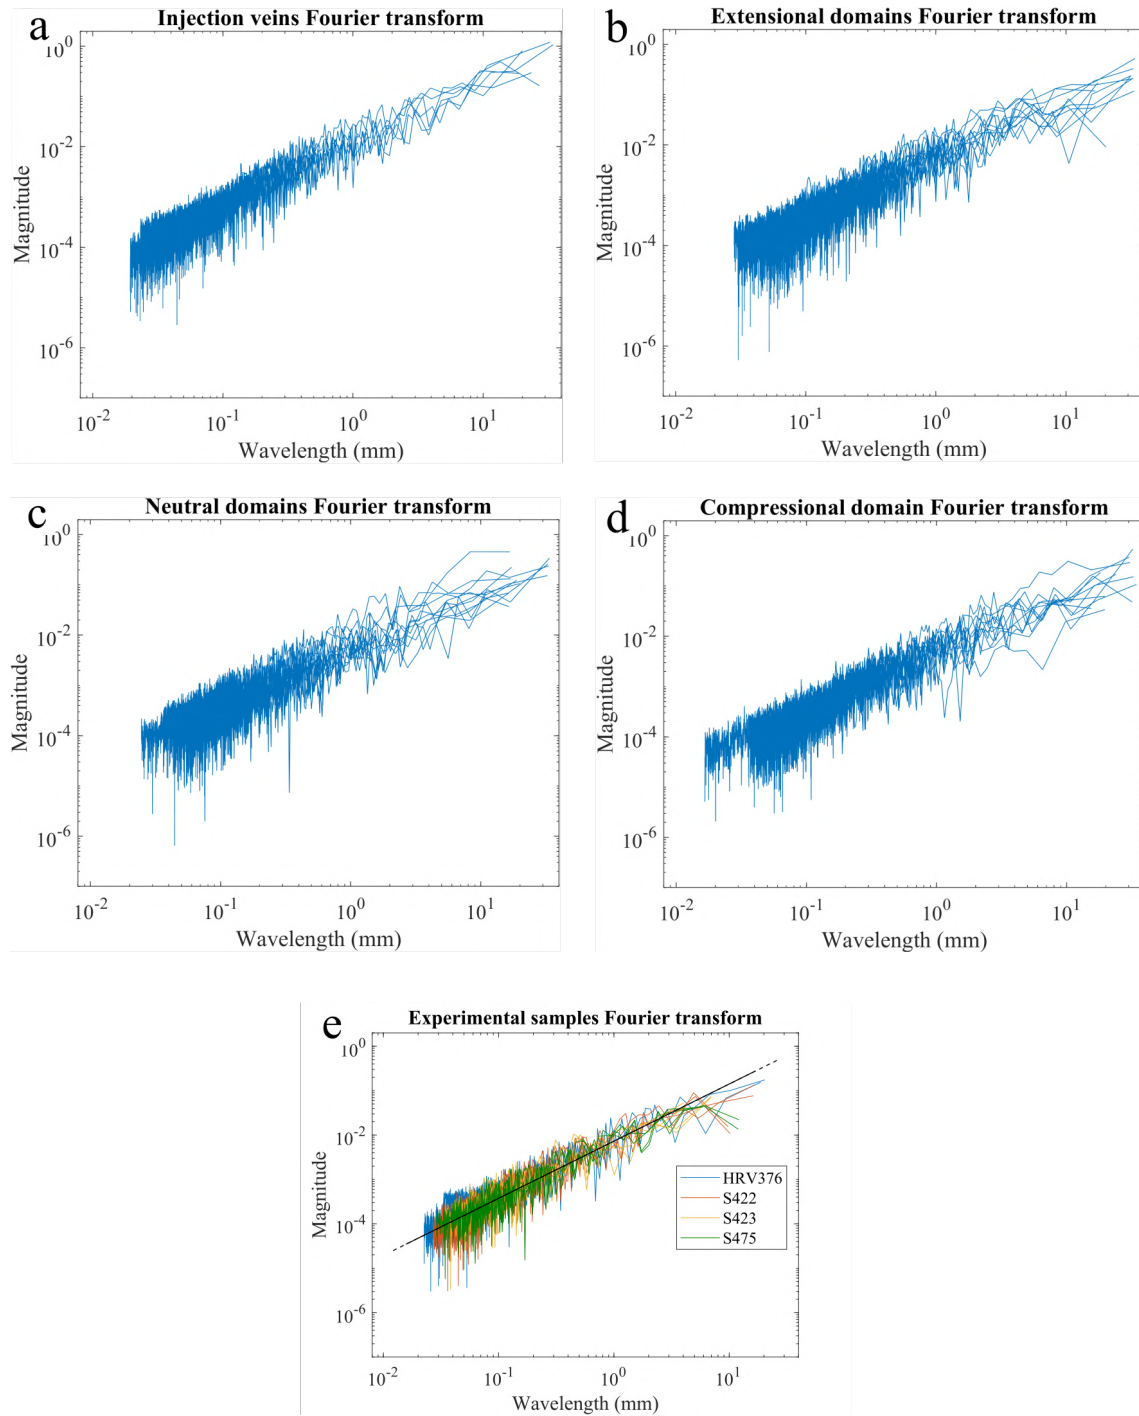 a
Injection veins Fourier transform
10^0
10^-2
10^-4
10^-6
Magnitude
10^-2 10^-1 10^0 10^1
Wavelength (mm)
b
Extensional domains Fourier transform
10^0
10^-2
10^-4
10^-6
Magnitude
10^-2 10^-1 10^0 10^1
Wavelength (mm)
c
Neutral domains Fourier transform
10^0
10^-2
10^-4
10^-6
Magnitude
10^-2 10^-1 10^0 10^1
Wavelength (mm)
d
Compressional domain Fourier transform
10^0
10^-2
10^-4
10^-6
Magnitude
10^-2 10^-1 10^0 10^1
Wavelength (mm)
e
Experimental samples Fourier transform
10^0
10^-2
10^-4
10^-6
Magnitude
HRV376
S422
S423
S475
10^-2 10^-1 10^0 10^1
Wavelength (mm)